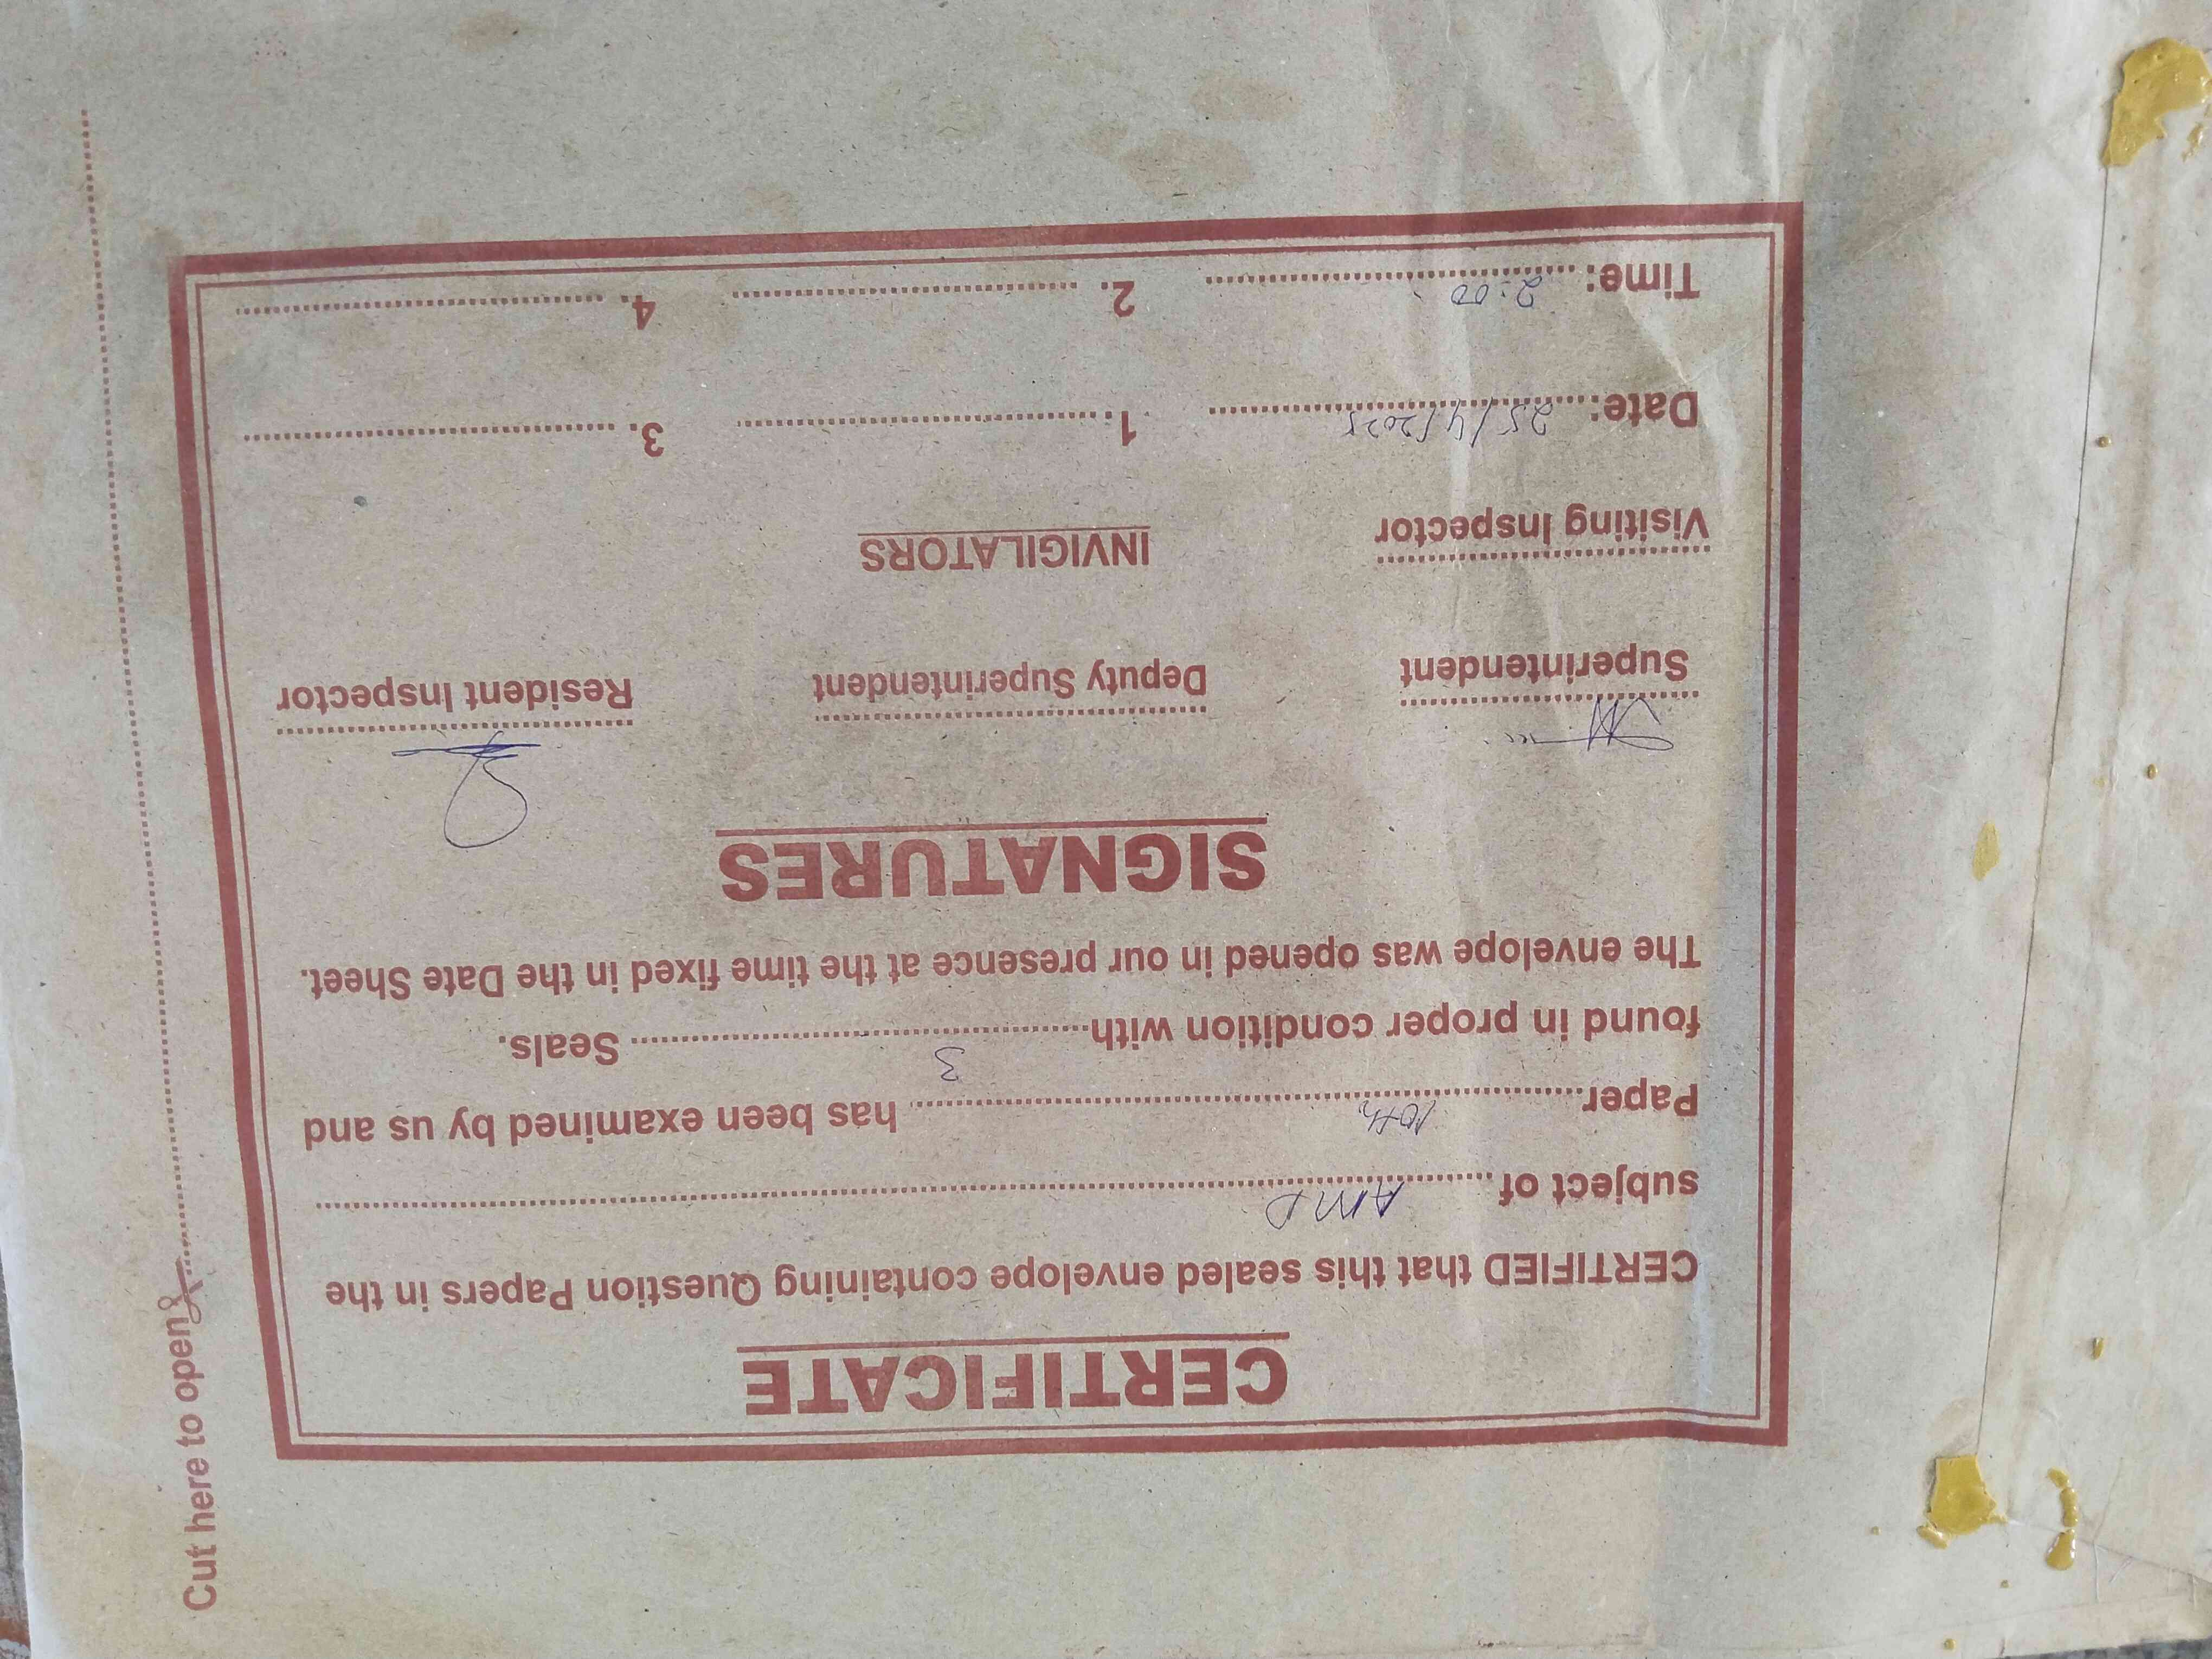 CERTIFICATE
CERTIFIED that this sealed envelope containing Question Papers in the
subject of AMP
Paper 10th has been examined by us and
found in proper condition with 3 Seals.
The envelope was opened in our presence at the time fixed in the Date Sheet.
SIGNATURES
Superintendent Deputy Superintendent Resident Inspector
Visiting Inspector INVIGILATORS
Date: 25/4/2025 1. 3.
Time: 2:00 2. 4.
Cut here to open